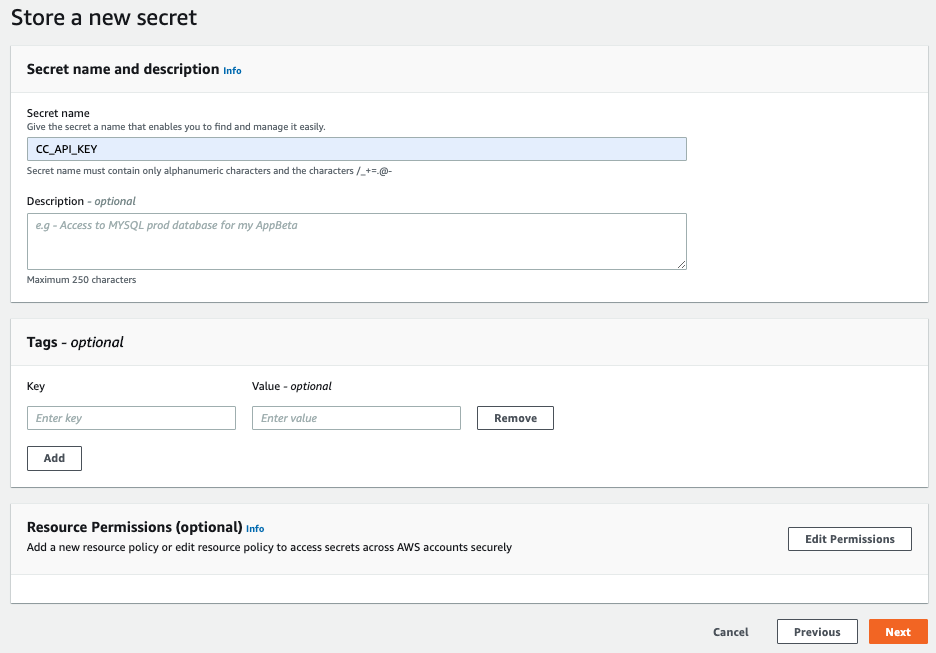 Store a new secret
Secret name and description Info
Secret name
Give the secret a name that enables you to find and manage it easily.
CC_API_KEY
Secret name must contain only alphanumeric characters and the characters /_+=.@-
Description - optional
e.g - Access to MYSQL prod database for my AppBeta
Maximum 250 characters
Tags - optional
Key Value - optional
Enter key Enter value Remove
Add
Resource Permissions (optional) Info
Add a new resource policy or edit resource policy to access secrets across AWS accounts securely
Edit Permissions
Cancel Previous Next